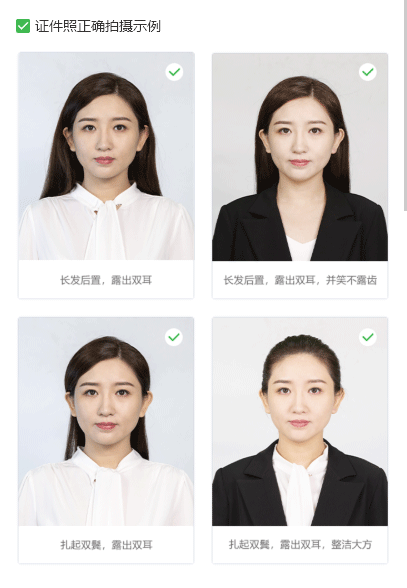 证件照正确拍摄示例
长发后置，露出双耳
长发后置，露出双耳，并笑不露齿
扎起双鬓，露出双耳
扎起双鬓，露出双耳，整洁大方